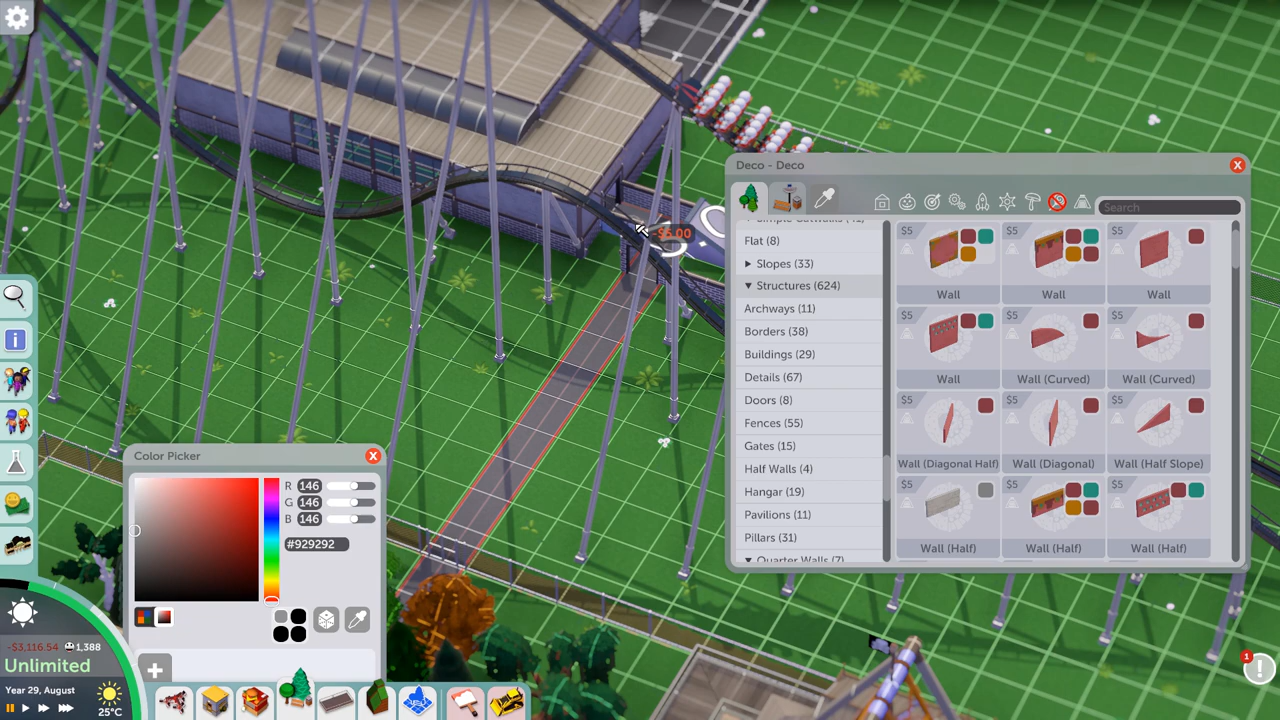 -$5.00
Deco - Deco
X
Search
Flat (8)
▶ Slopes (33)
▼ Structures (624)
Archways (11)
Borders (38)
Buildings (29)
Details (67)
Doors (8)
Fences (55)
Gates (15)
Half Walls (4)
Hangar (19)
Pavilions (11)
Pillars (31)
▼ Quarter Walls (7)
$5 $5 $5
Wall Wall Wall
$5 $5 $5
Wall Wall (Curved) Wall (Curved)
$5 $5 $5
Wall (Diagonal Half) Wall (Diagonal) Wall (Half Slope)
$5 $5 $5
Wall (Half) Wall (Half) Wall (Half)
Color Picker
X
R 146
G 146
B 146
#929292
+
-$3,116.54 1,388
Unlimited
Year 29, August
25°C
1